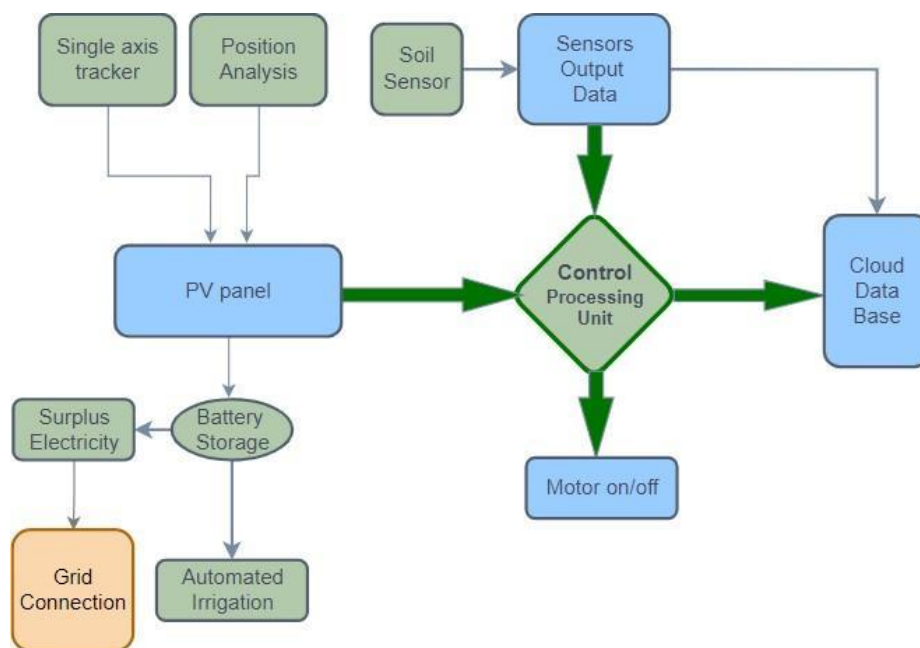 Single axis
tracker
Position
Analysis
Soil
Sensor
Sensors
Output
Data
PV panel
Control
Processing
Unit
Cloud
Data
Base
Surplus
Electricity
Battery
Storage
Motor on/off
Grid
Connection
Automated
Irrigation